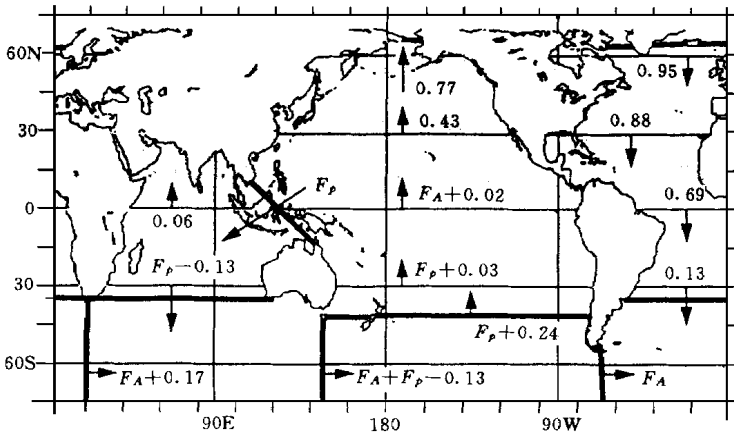 60N
0.95
0.77
30
0.43
0.88
F_P
F_A+0.02
0.69
0
0.06
F_P−0.13
F_P+0.03
0.13
30
F_P+0.24
60S
F_A+0.17
F_A+F_P−0.13
F_A
90E
180
90W